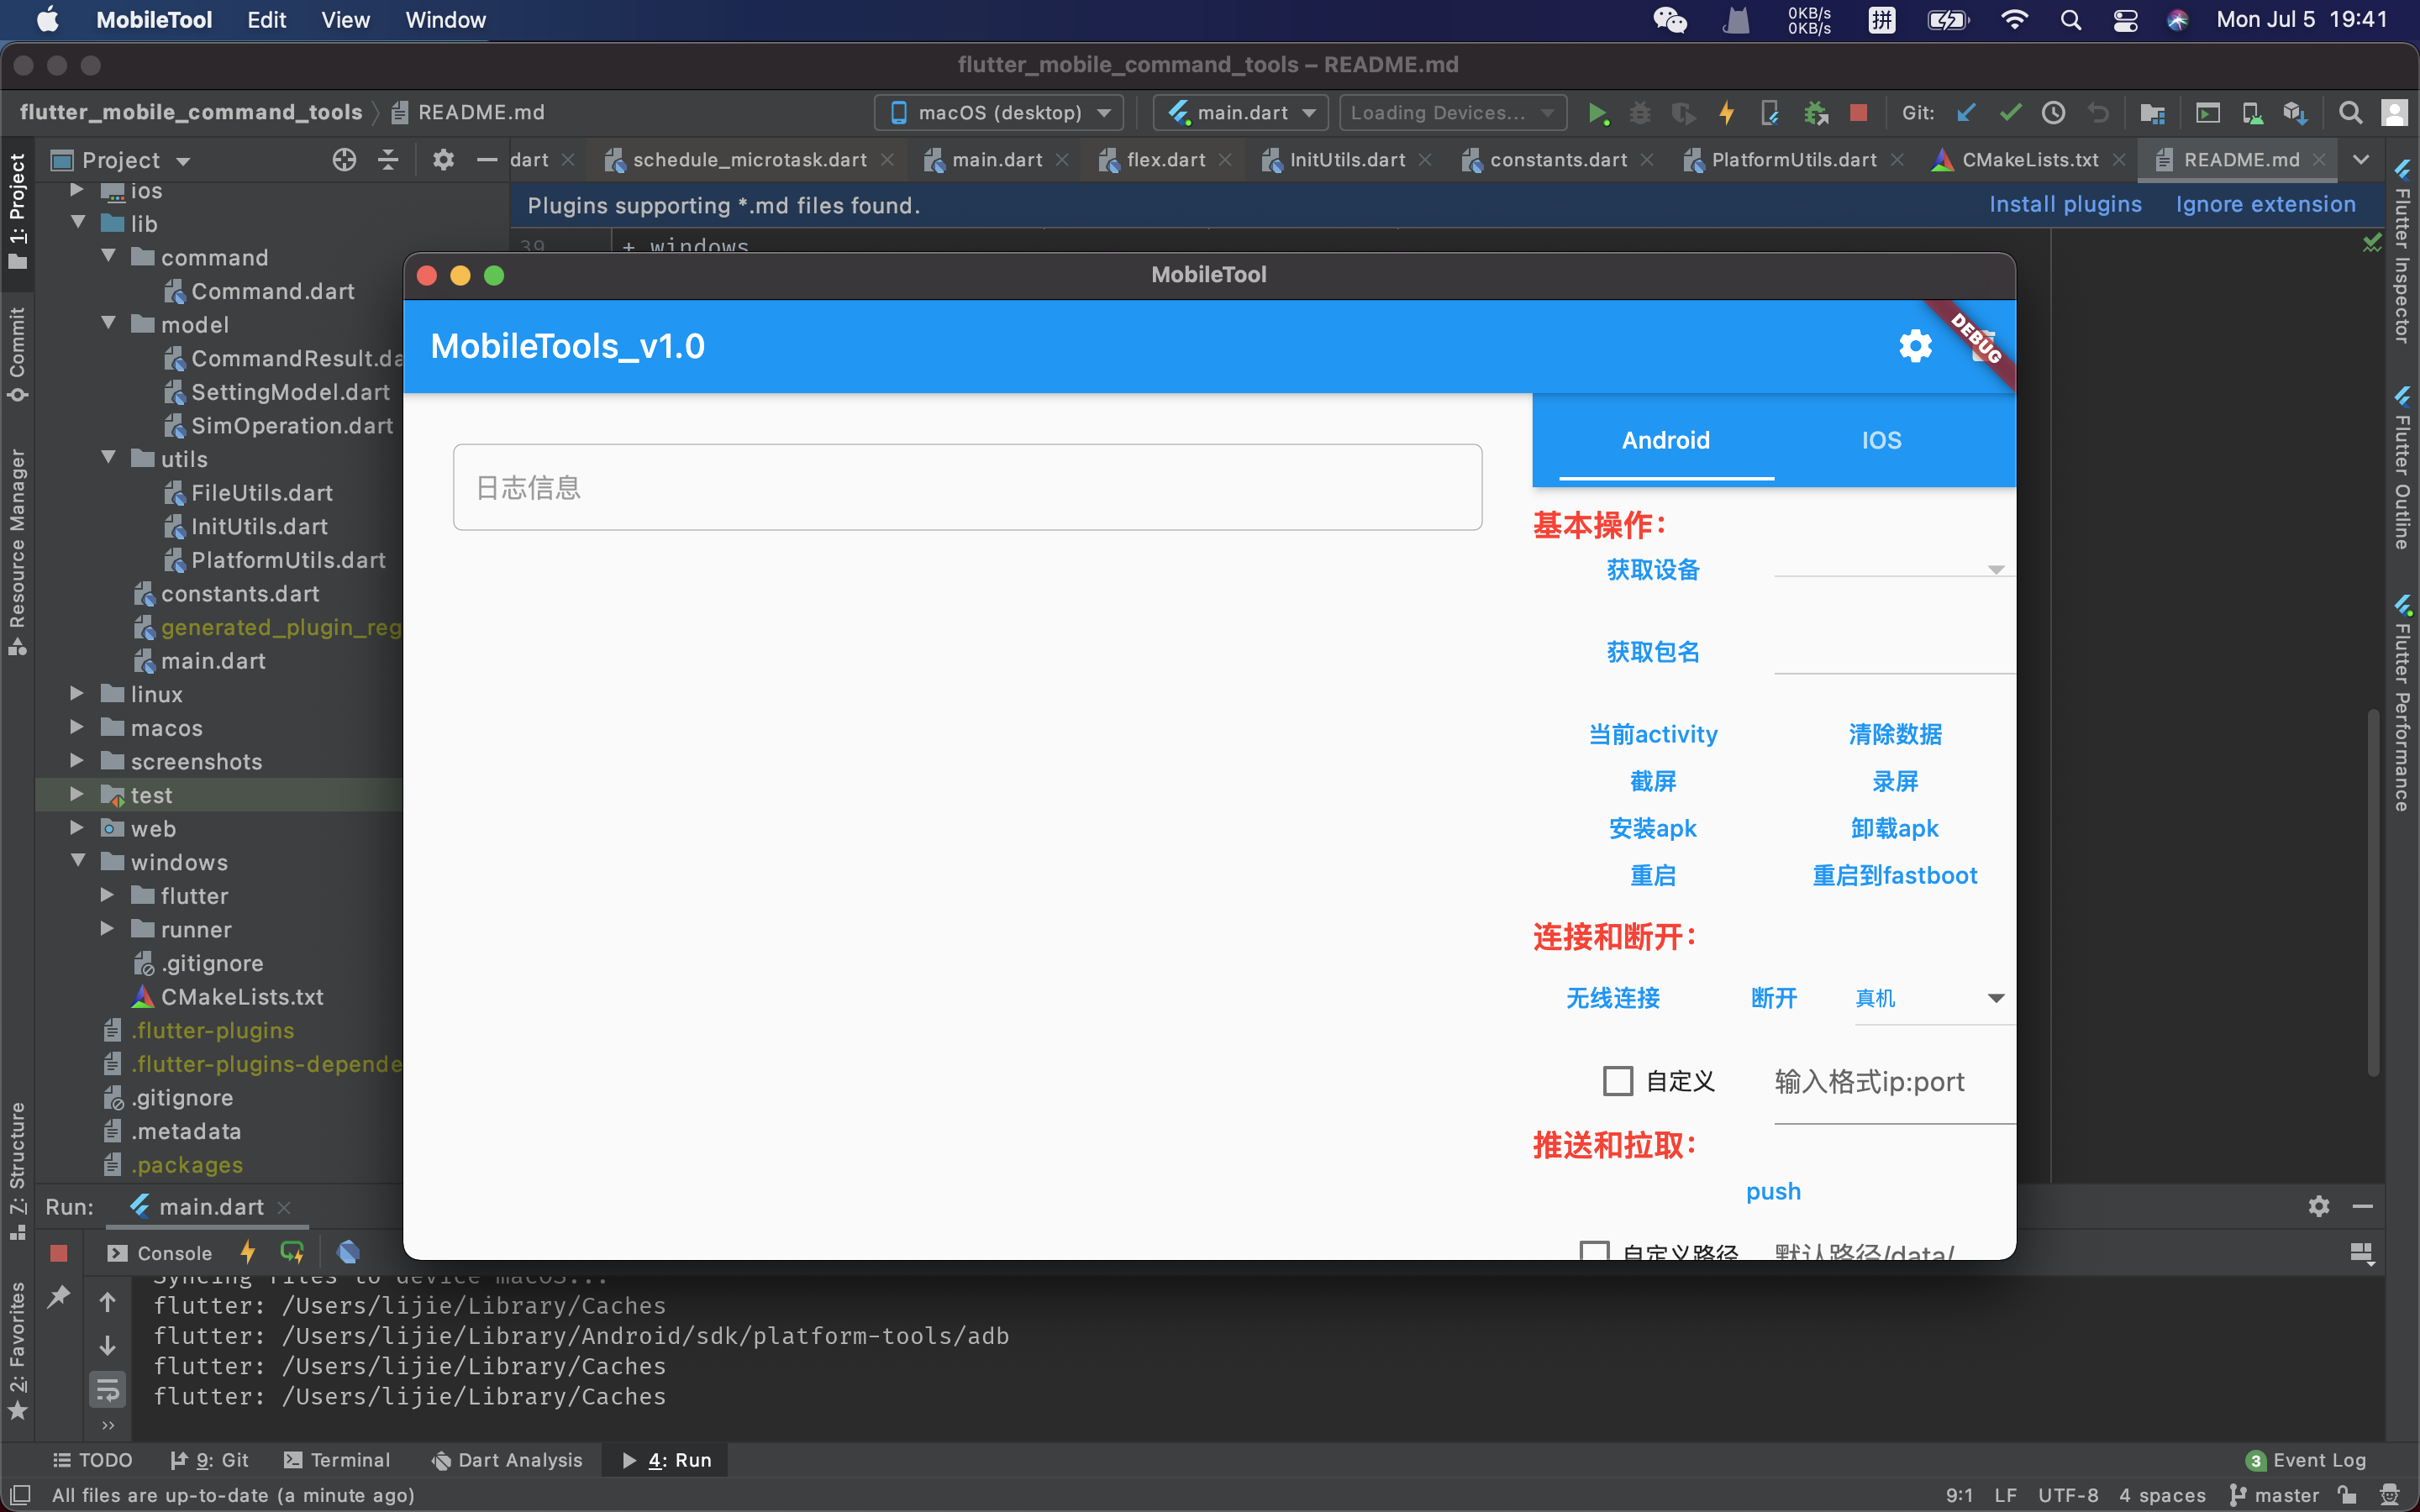 MobileTool Edit View Window
0KB/s
0KB/s
拼
Mon Jul 5 19:41
flutter_mobile_command_tools – README.md
flutter_mobile_command_tools README.md
macOS (desktop)
main.dart
Loading Devices...
Git:
Project
dart
schedule_microtask.dart
main.dart
flex.dart
InitUtils.dart
constants.dart
PlatformUtils.dart
CMakeLists.txt
README.md
Plugins supporting *.md files found.
Install plugins
Ignore extension
39 + windows
1: Project
Commit
Resource Manager
Z: Structure
2: Favorites
ios
lib
command
Command.dart
model
CommandResult.da
SettingModel.dart
SimOperation.dart
utils
FileUtils.dart
InitUtils.dart
PlatformUtils.dart
constants.dart
generated_plugin_reg
main.dart
linux
macos
screenshots
test
web
windows
flutter
runner
.gitignore
CMakeLists.txt
.flutter-plugins
.flutter-plugins-depende
.gitignore
.metadata
.packages
MobileTool
MobileTools_v1.0
DEBUG
日志信息
Android IOS
基本操作：
获取设备
获取包名
当前activity 清除数据
截屏 录屏
安装apk 卸载apk
重启 重启到fastboot
连接和断开：
无线连接 断开 真机
自定义 输入格式ip:port
推送和拉取：
push
自定义路径 默认路径/data/
Flutter Inspector
Flutter Outline
Flutter Performance
Run: main.dart
Console
Syncing files to device macOS...
flutter: /Users/lijie/Library/Caches
flutter: /Users/lijie/Library/Android/sdk/platform-tools/adb
flutter: /Users/lijie/Library/Caches
flutter: /Users/lijie/Library/Caches
TODO 9: Git Terminal Dart Analysis 4: Run
3 Event Log
All files are up-to-date (a minute ago)
9:1 LF UTF-8 4 spaces master